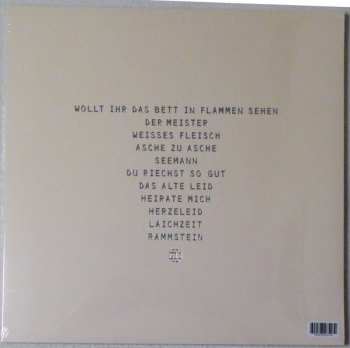 WOLLT IHR DAS BETT IN FLAMMEN SEHEN
DER MEISTER
WEISSES FLEISCH
ASCHE ZU ASCHE
SEEMANN
DU RIECHST SO GUT
DAS ALTE LEID
HEIRATE MICH
HERZELEID
LAICHZEIT
RAMMSTEIN